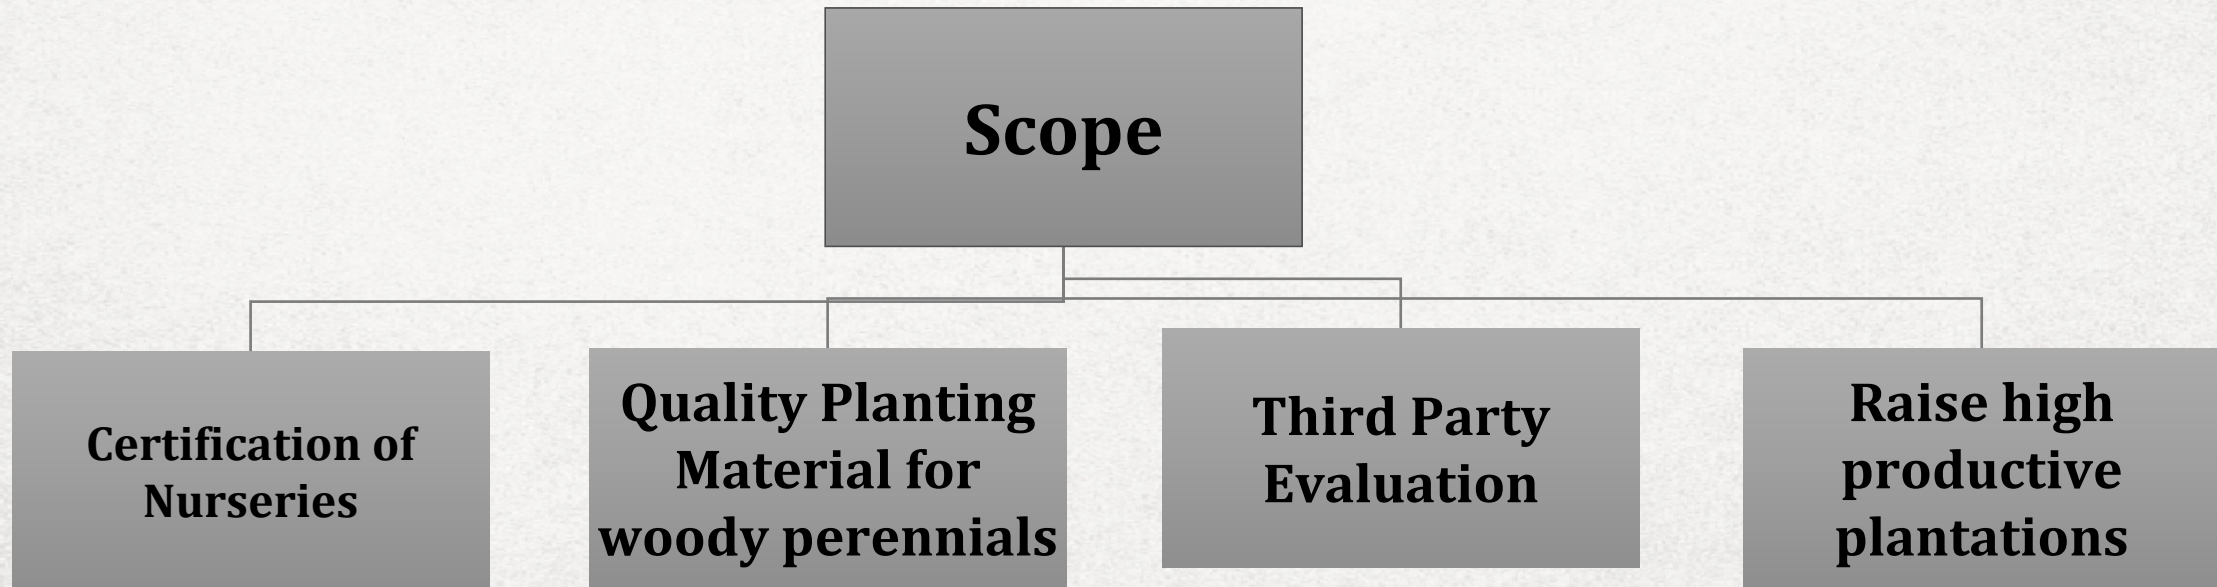 Scope
Certification of
Nurseries
Quality Planting
Material for
woody perennials
Third Party
Evaluation
Raise high
productive
plantations